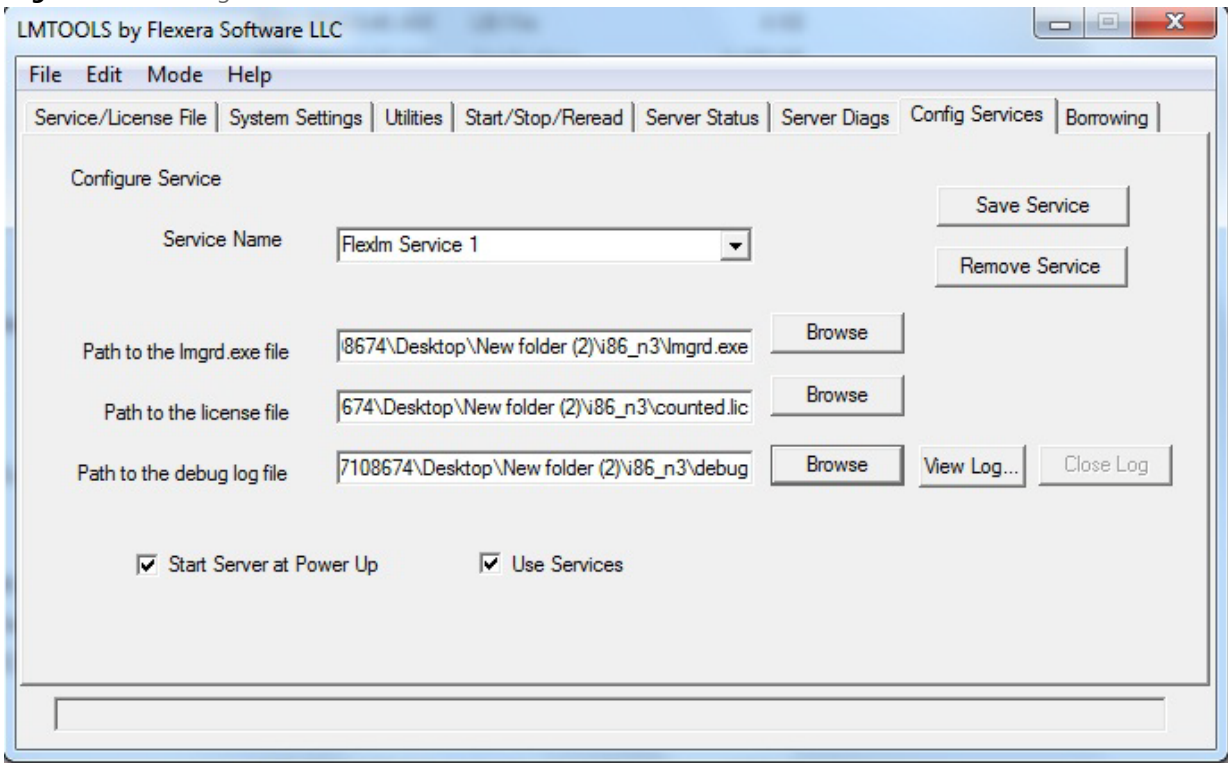 LMTOOLS by Flexera Software LLC
File Edit Mode Help
Service/License File System Settings Utilities Start/Stop/Reread Server Status Server Diags Config Services Borrowing
Configure Service
Save Service
Service Name Flexlm Service 1
Remove Service
Path to the lmgrd.exe file 8674\Desktop\New folder (2)\i86_n3\lmgrd.exe Browse
Path to the license file 674\Desktop\New folder (2)\i86_n3\counted.lic Browse
Path to the debug log file 7108674\Desktop\New folder (2)\i86_n3\debug Browse View Log... Close Log
Start Server at Power Up Use Services